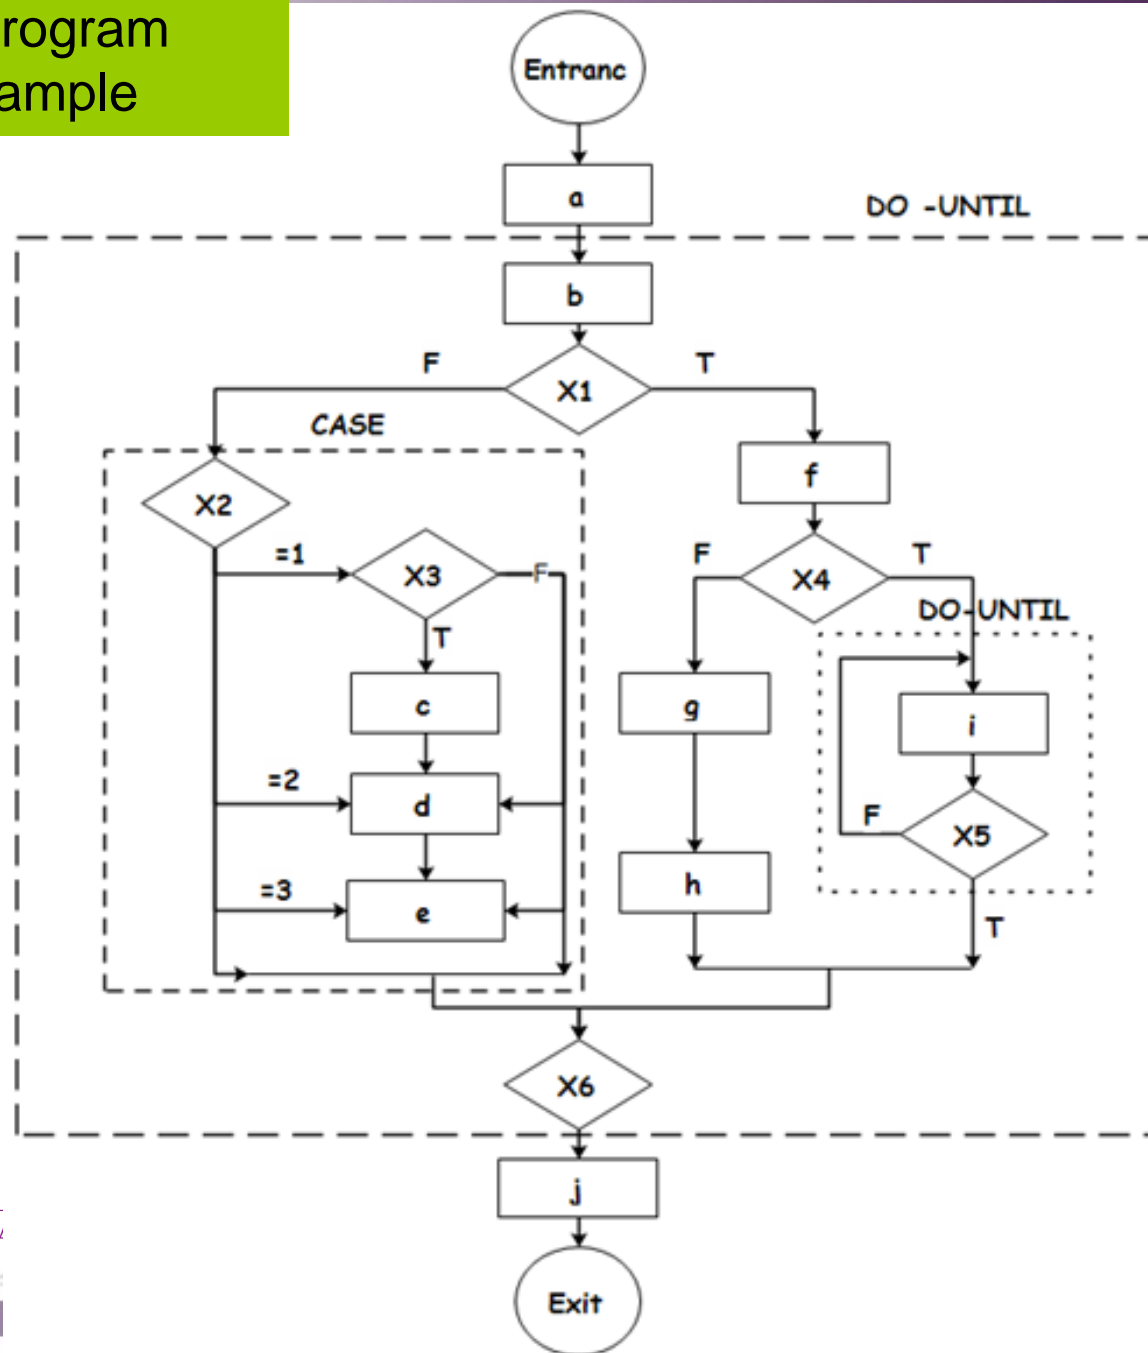 rogram
ample
Entranc
a
DO -UNTIL
b
F
T
X1
CASE
f
X2
=1
X3
F
F
T
X4
DO-UNTIL
T
c
g
i
=2
d
F
X5
=3
e
h
T
X6
j
Exit